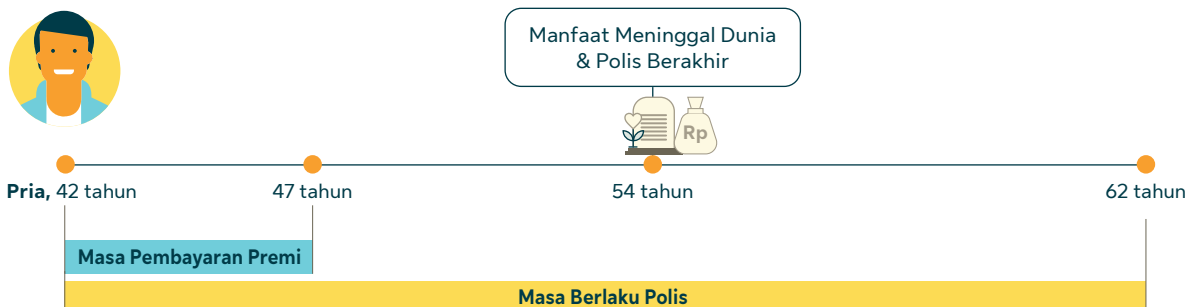 Manfaat Meninggal Dunia
& Polis Berakhir
Rp
Pria, 42 tahun
47 tahun
54 tahun
62 tahun
Masa Pembayaran Premi
Masa Berlaku Polis